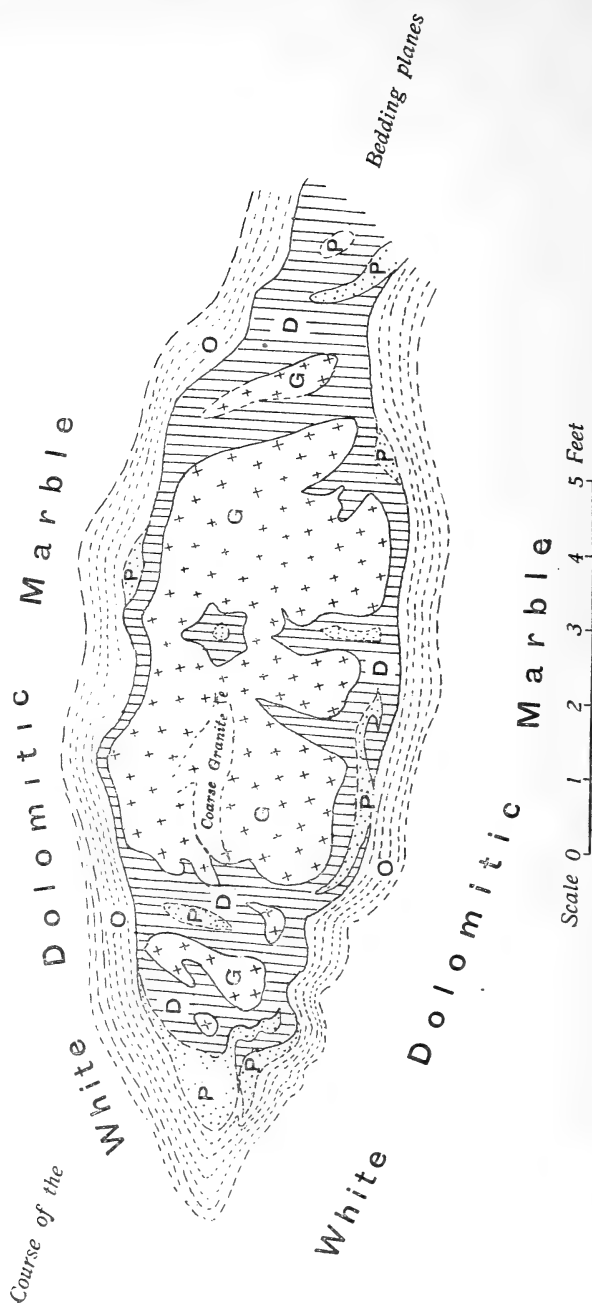 Course of the
Bedding planes
White Dolomitic Marble
O
O
P
D
P
D
G
P
P
G
D
Coarse Granite
G
G
D
P
P
P
D
P
P
O
White Dolomitic Marble
Scale 0 1 2 3 4 5 Feet